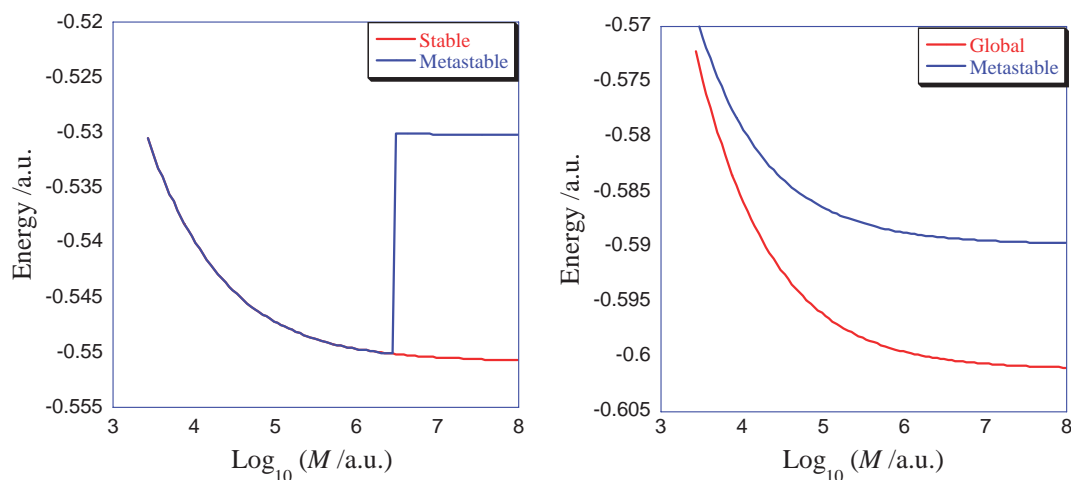 -0.52
-0.525
-0.53
-0.535
-0.54
-0.545
-0.55
-0.555
Energy /a.u.
Stable
Metastable
3 4 5 6 7 8
Log10 (M /a.u.)
-0.57
-0.575
-0.58
-0.585
-0.59
-0.595
-0.6
-0.605
Energy /a.u.
Global
Metastable
3 4 5 6 7 8
Log10 (M /a.u.)